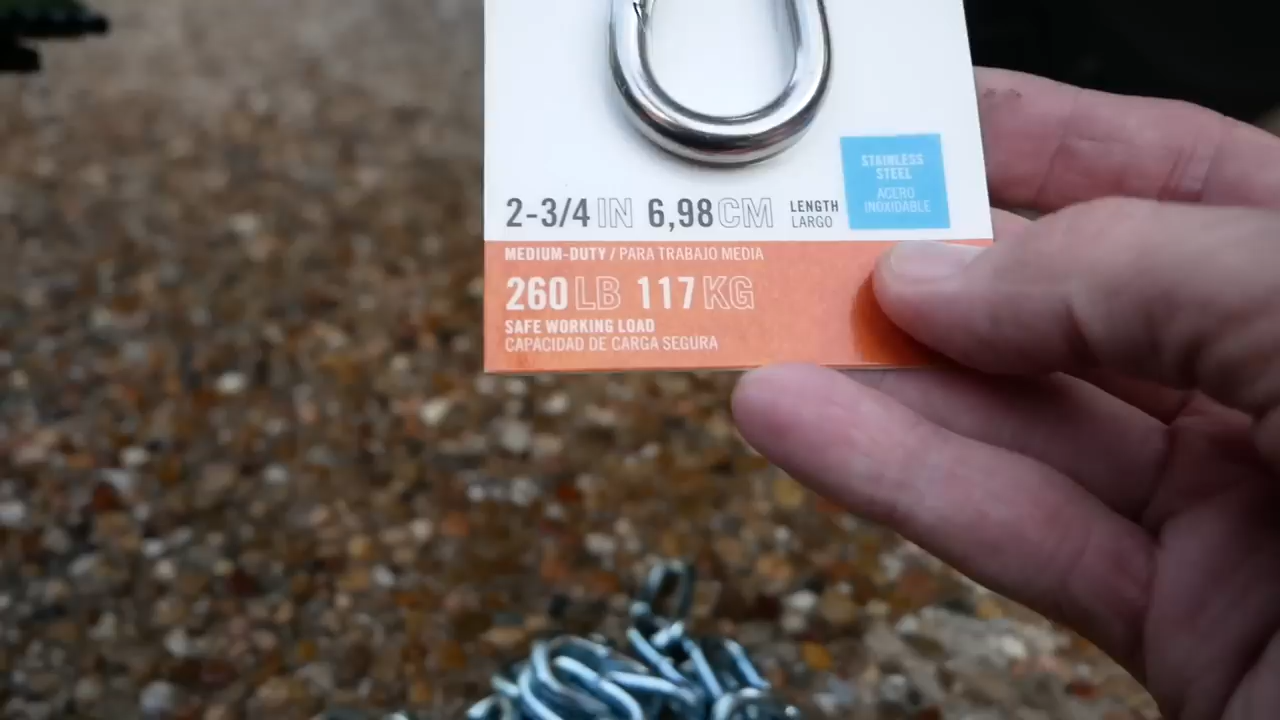 STAINLESS
STEEL
ACERO
INOXIDABLE
2-3/4 IN 6,98 CM LENGTH
LARGO
MEDIUM-DUTY / PARA TRABAJO MEDIA
260 LB 117 KG
SAFE WORKING LOAD
CAPACIDAD DE CARGA SEGURA